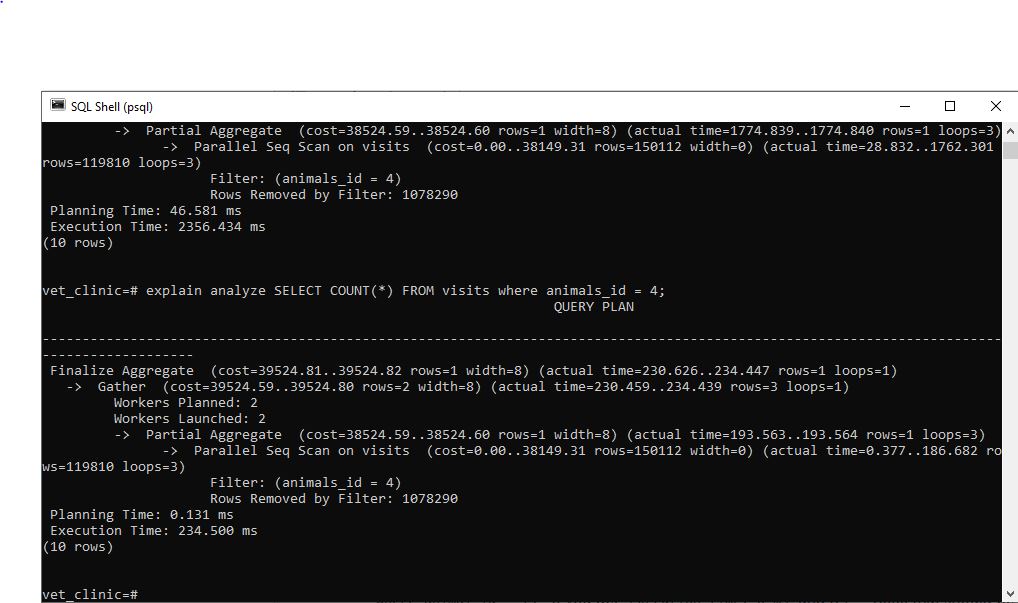 SQL Shell (psql)
-> Partial Aggregate (cost=38524.59..38524.60 rows=1 width=8) (actual time=1774.839..1774.840 rows=1 loops=3)
-> Parallel Seq Scan on visits (cost=0.00..38149.31 rows=150112 width=0) (actual time=28.832..1762.301
rows=119810 loops=3)
Filter: (animals_id = 4)
Rows Removed by Filter: 1078290
Planning Time: 46.581 ms
Execution Time: 2356.434 ms
(10 rows)
vet_clinic=# explain analyze SELECT COUNT(*) FROM visits where animals_id = 4;
QUERY PLAN
------------------------------------------------------------------------------------------------------------------------
-------------------
Finalize Aggregate (cost=39524.81..39524.82 rows=1 width=8) (actual time=230.626..234.447 rows=1 loops=1)
-> Gather (cost=39524.59..39524.80 rows=2 width=8) (actual time=230.459..234.439 rows=3 loops=1)
Workers Planned: 2
Workers Launched: 2
-> Partial Aggregate (cost=38524.59..38524.60 rows=1 width=8) (actual time=193.563..193.564 rows=1 loops=3)
-> Parallel Seq Scan on visits (cost=0.00..38149.31 rows=150112 width=0) (actual time=0.377..186.682 ro
ws=119810 loops=3)
Filter: (animals_id = 4)
Rows Removed by Filter: 1078290
Planning Time: 0.131 ms
Execution Time: 234.500 ms
(10 rows)
vet_clinic=#